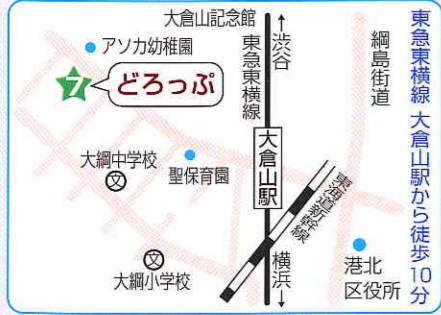 東急東横線 大倉山駅から徒歩10分
綱島街道
大倉山記念館
↑渋谷
東急東横線
アソカ幼稚園
7
どろっぷ
大綱中学校
文
聖保育園
大倉山駅
東海道新幹線
文
大綱小学校
横浜↓
港北
区役所